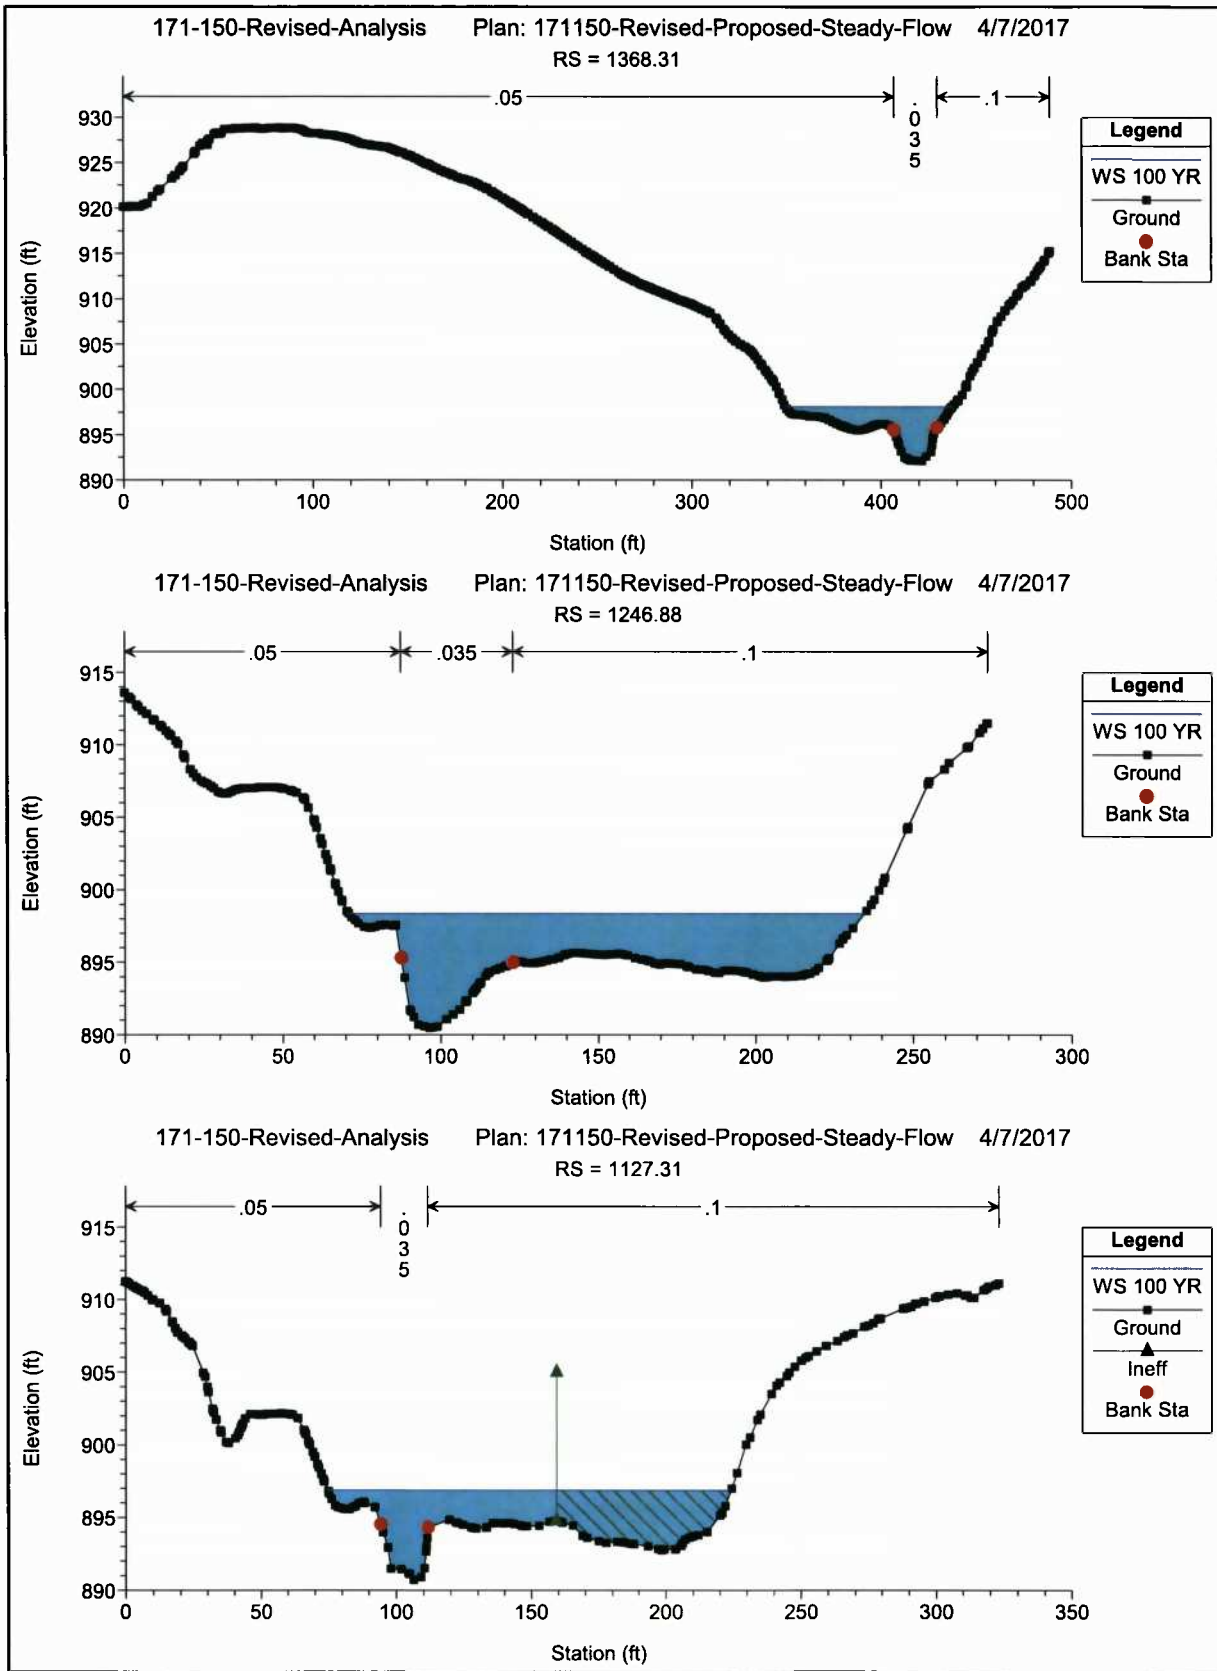 171-150-Revised-Analysis Plan: 171150-Revised-Proposed-Steady-Flow 4/7/2017
RS = 1368.31
.05 .035 .1
930
925
920
915
910
905
900
895
890
Elevation (ft)
0 100 200 300 400 500
Station (ft)
Legend
WS 100 YR
Ground
Bank Sta
171-150-Revised-Analysis Plan: 171150-Revised-Proposed-Steady-Flow 4/7/2017
RS = 1246.88
.05 .035 .1
915
910
905
900
895
890
Elevation (ft)
0 50 100 150 200 250 300
Station (ft)
Legend
WS 100 YR
Ground
Bank Sta
171-150-Revised-Analysis Plan: 171150-Revised-Proposed-Steady-Flow 4/7/2017
RS = 1127.31
.05 .035 .1
915
910
905
900
895
890
Elevation (ft)
0 50 100 150 200 250 300 350
Station (ft)
Legend
WS 100 YR
Ground
Ineff
Bank Sta